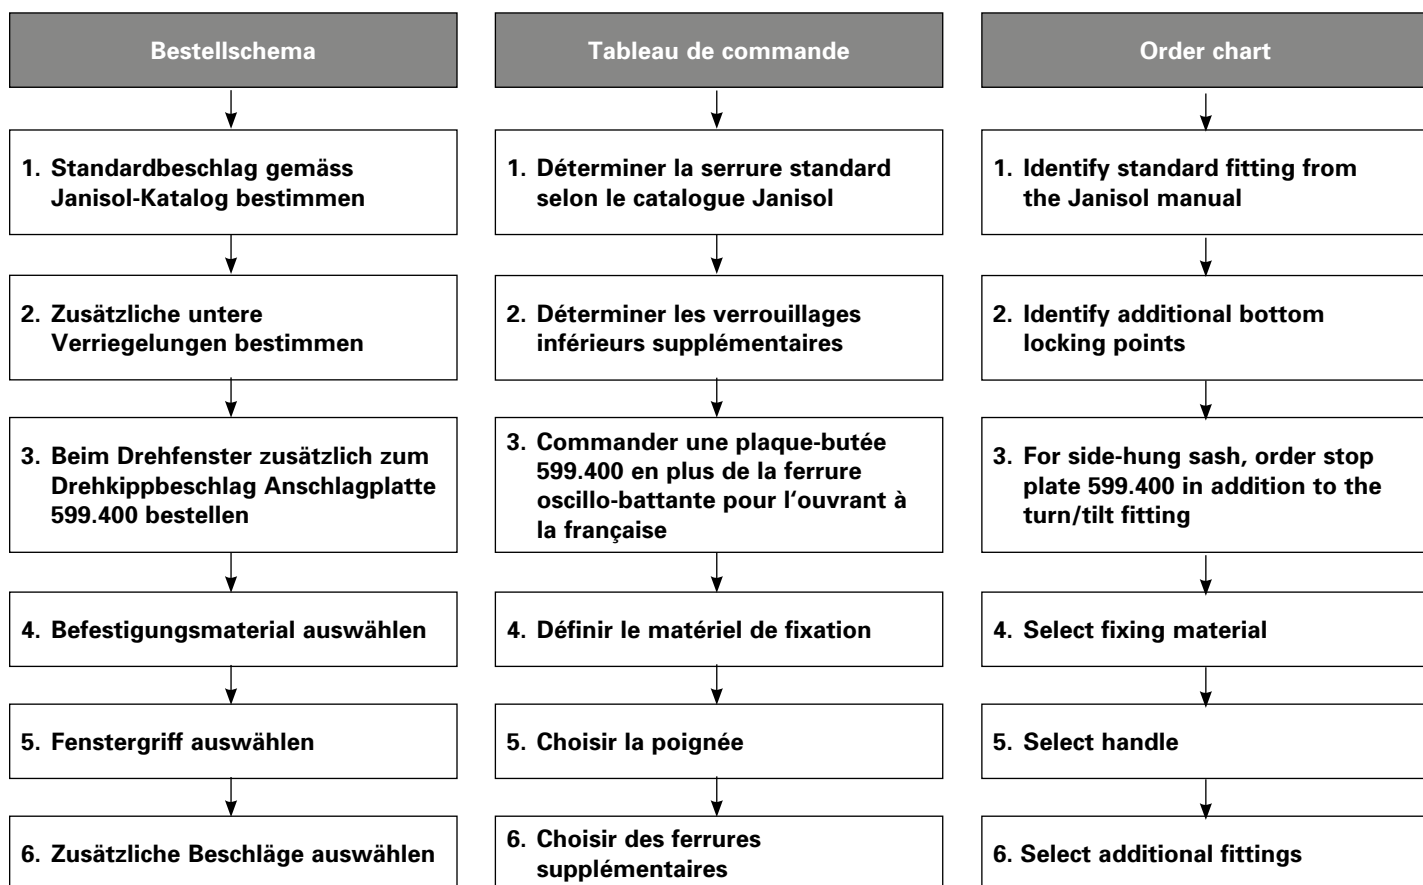 Bestellschema
1. Standardbeschlag gemäss
Janisol-Katalog bestimmen
2. Zusätzliche untere
Verriegelungen bestimmen
3. Beim Drehfenster zusätzlich zum
Drehkippbeschlag Anschlagplatte
599.400 bestellen
4. Befestigungsmaterial auswählen
5. Fenstergriff auswählen
6. Zusätzliche Beschläge auswählen
Tableau de commande
1. Déterminer la serrure standard
selon le catalogue Janisol
2. Déterminer les verrouillages
inférieurs supplémentaires
3. Commander une plaque-butée
599.400 en plus de la ferrure
oscillo-battante pour l‘ouvrant à
la française
4. Définir le matériel de fixation
5. Choisir la poignée
6. Choisir des ferrures
supplémentaires
Order chart
1. Identify standard fitting from
the Janisol manual
2. Identify additional bottom
locking points
3. For side-hung sash, order stop
plate 599.400 in addition to the
turn/tilt fitting
4. Select fixing material
5. Select handle
6. Select additional fittings